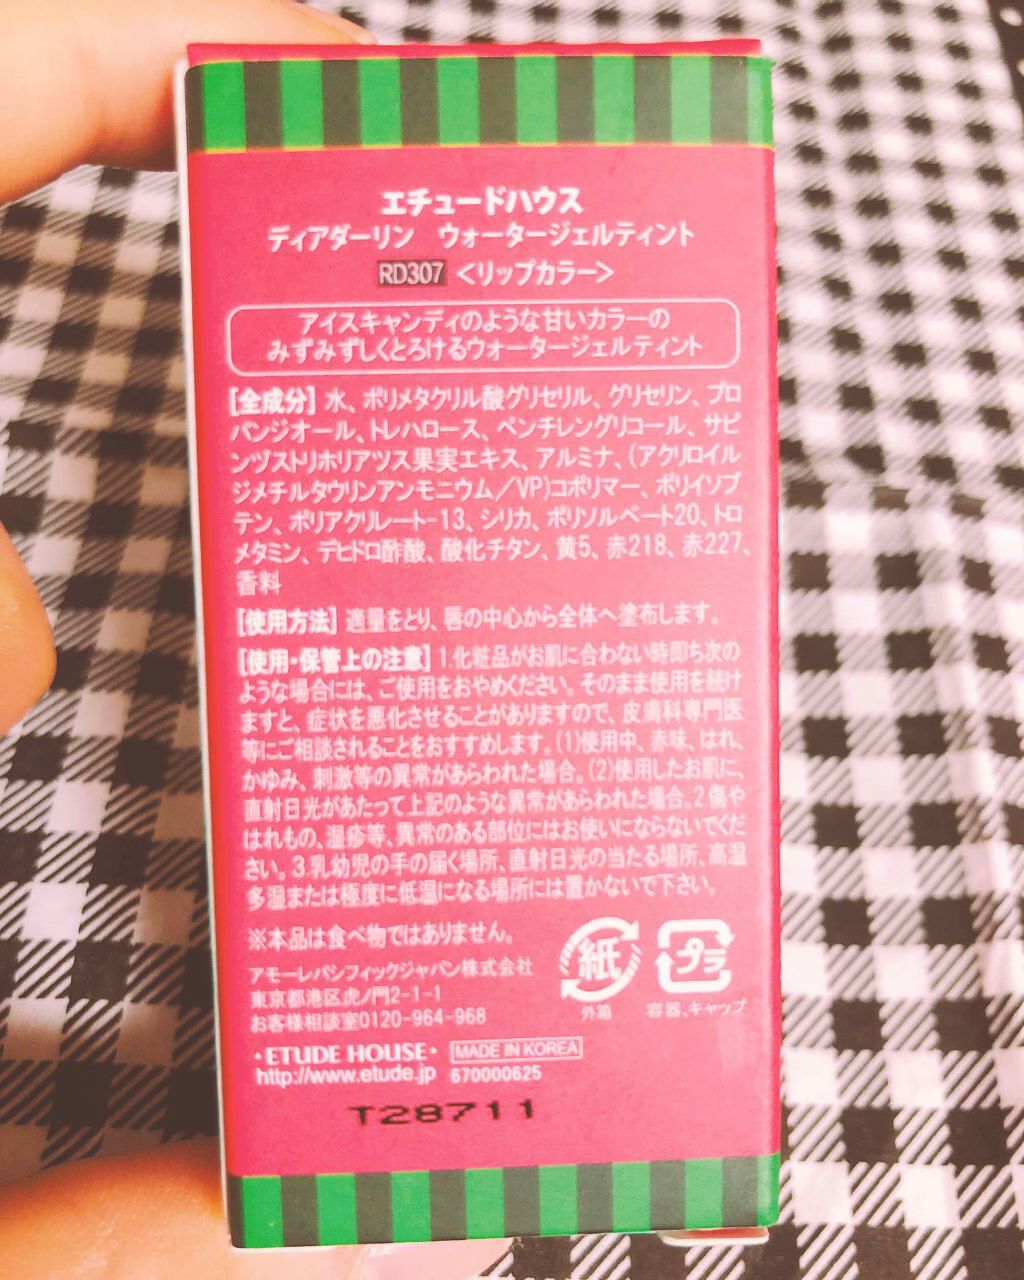 エチュードハウス
ディアダーリン ウォータージェルティント
RD307 <リップカラー>
アイスキャンディのような甘いカラーの
みずみずしくとろけるウォータージェルティント
[全成分] 水、ポリメタクリル酸グリセリル、グリセリン、プロ
パンジオール、トレハロース、ペンチレングリコール、サピ
ンヅストリホリアツス果実エキス、アルミナ、(アクリロイル
ジメチルタウリンアンモニウム／VP)コポリマー、ポリイソブ
テン、ポリアクリレート-13、シリカ、ポリソルベート20、トロ
メタミン、デヒドロ酢酸、酸化チタン、黄5、赤218、赤227、
香料
[使用方法] 適量をとり、唇の中心から全体へ塗布します。
[使用・保管上の注意] 1.化粧品がお肌に合わない時即ち次の
ような場合には、ご使用をおやめください。そのまま使用を続け
ますと、症状を悪化させることがありますので、皮膚科専門医
等にご相談されることをおすすめします。(1)使用中、赤味、はれ、
かゆみ、刺激等の異常があらわれた場合。(2)使用したお肌に、
直射日光があたって上記のような異常があらわれた場合。2.傷や
はれもの、湿疹等、異常のある部位にはお使いにならないでくだ
さい。3.乳幼児の手の届く場所、直射日光の当たる場所、高温
多湿または極度に低温になる場所には置かないで下さい。
※本品は食べ物ではありません。
アモーレパシフィックジャパン株式会社
東京都港区虎ノ門2-1-1
お客様相談室0120-964-968
紙
外箱
プラ
容器、キャップ
・ETUDE HOUSE・ MADE IN KOREA
http://www.etude.jp 670000625
T28711